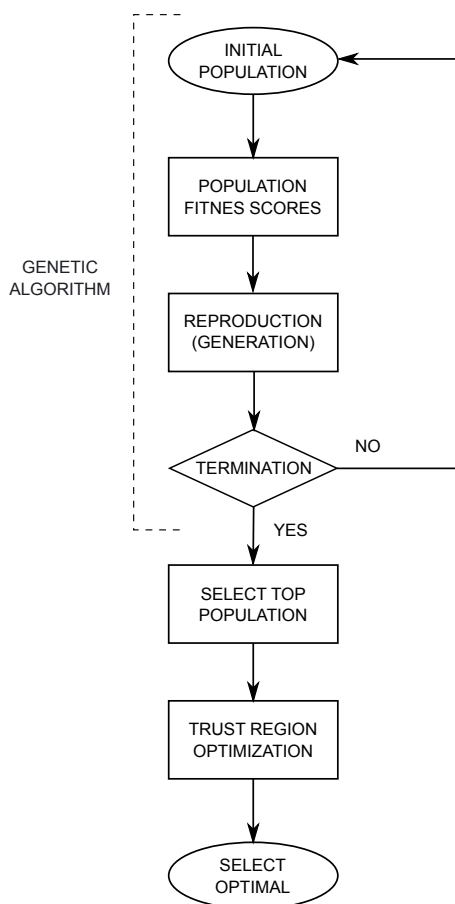 INITIAL
POPULATION
POPULATION
FITNES SCORES
GENETIC
ALGORITHM
REPRODUCTION
(GENERATION)
TERMINATION
NO
YES
SELECT TOP
POPULATION
TRUST REGION
OPTIMIZATION
SELECT
OPTIMAL